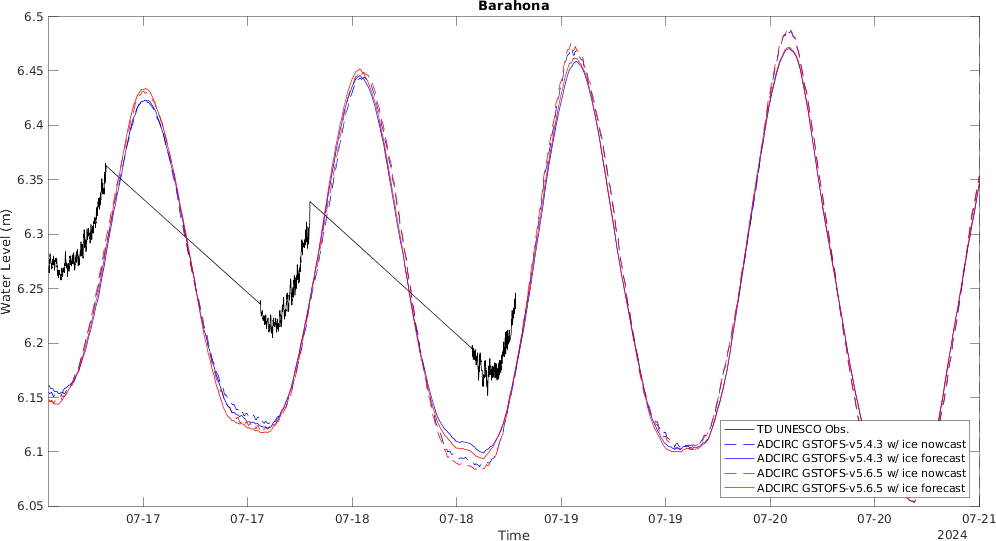 Barahona
6.5
6.45
6.4
6.35
6.3
6.25
6.2
6.15
6.1
6.05
Water Level (m)
TD UNESCO Obs.
ADCIRC GSTOFS-v5.4.3 w/ ice nowcast
ADCIRC GSTOFS-v5.4.3 w/ ice forecast
ADCIRC GSTOFS-v5.6.5 w/ ice nowcast
ADCIRC GSTOFS-v5.6.5 w/ ice forecast
07-17 07-17 07-18 07-18 07-19 07-19 07-20 07-20 07-21
Time
2024